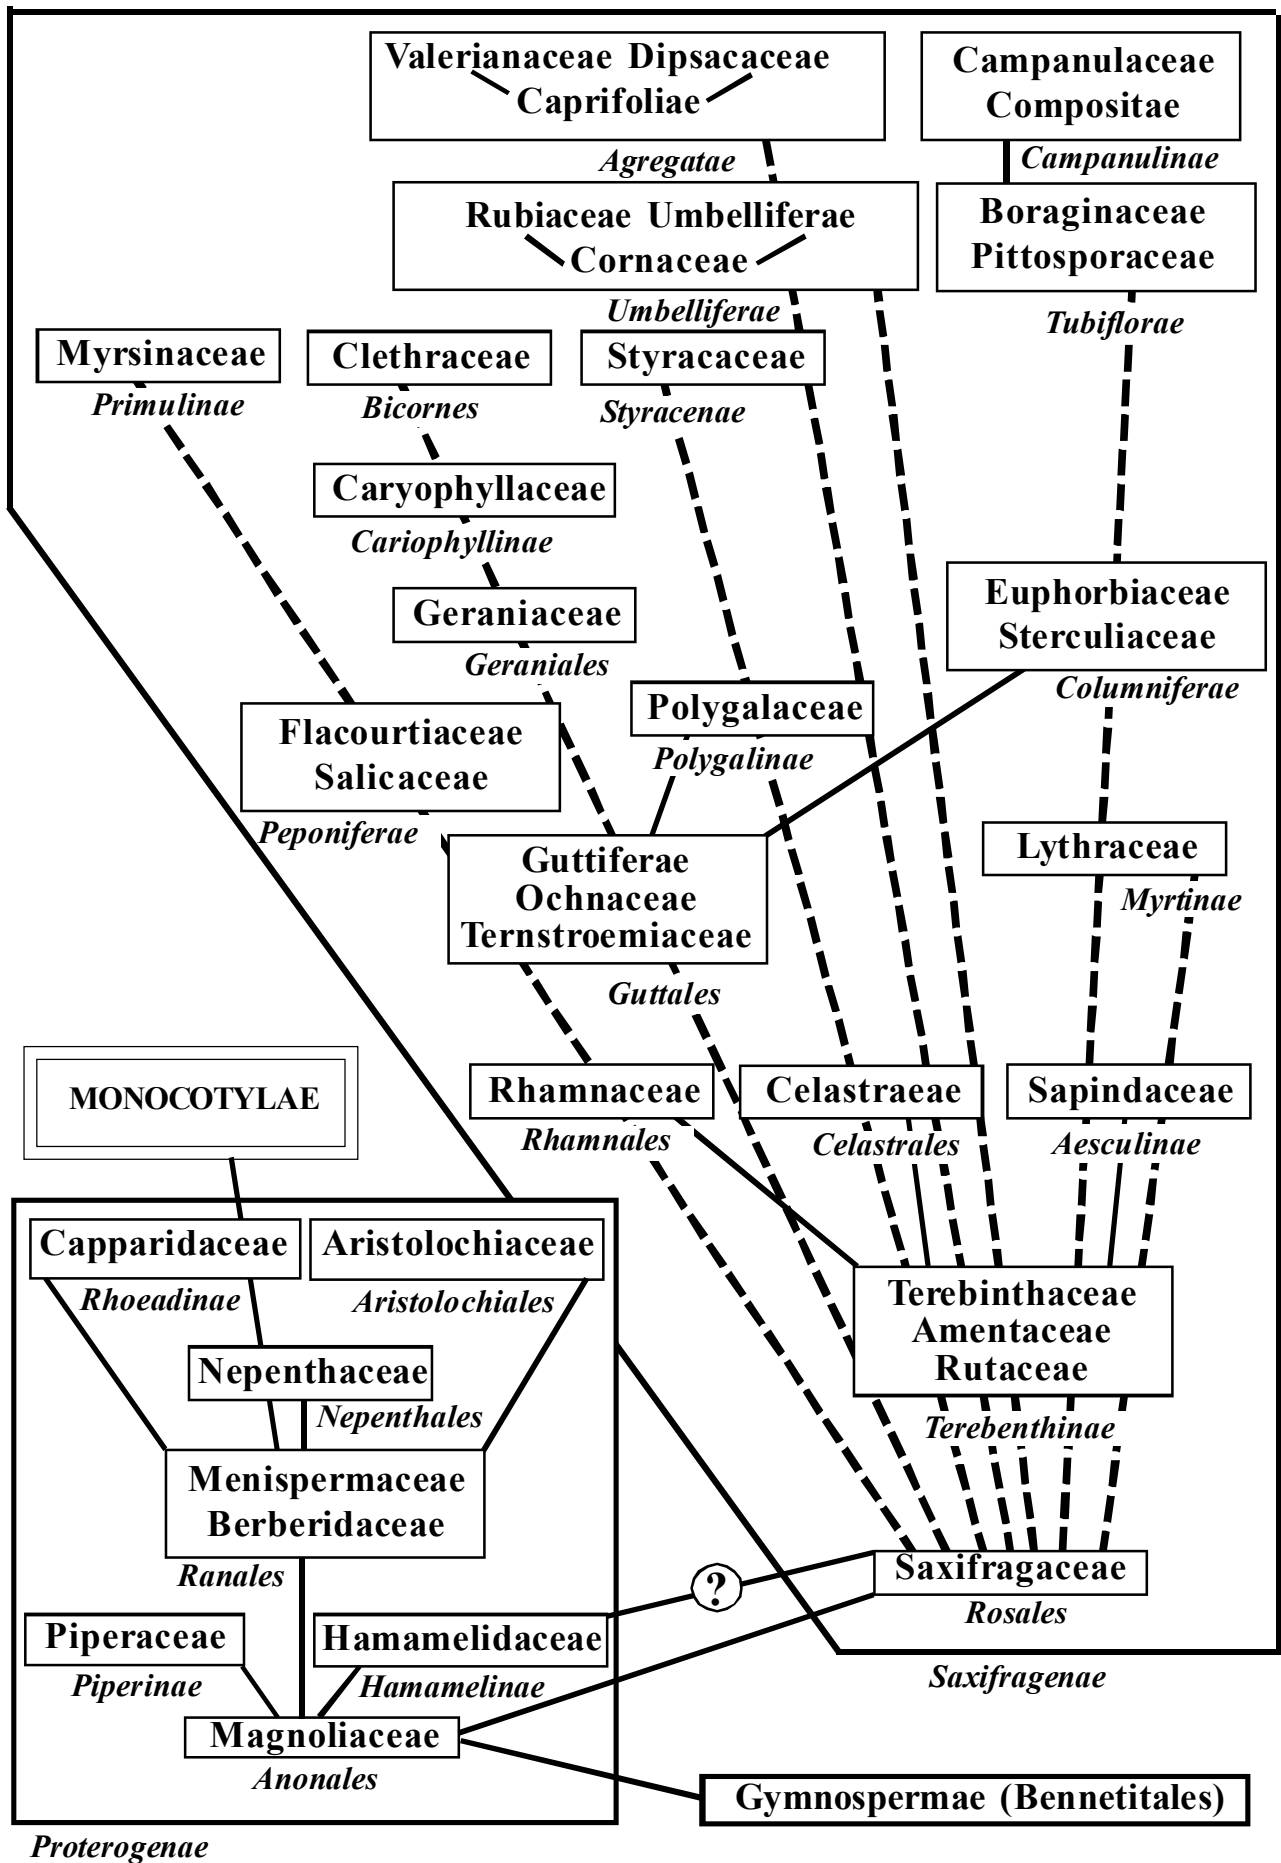 Valerianaceae Dipsacaceae
Caprifoliae
Agregatae
Campanulaceae
Compositae
Campanulinae
Rubiaceae Umbelliferae
Cornaceae
Umbelliferae
Boraginaceae
Pittosporaceae
Tubiflorae
Myrsinaceae
Primulinae
Clethraceae
Bicornes
Styracaceae
Styracenae
Caryophyllaceae
Cariophyllinae
Geraniaceae
Geraniales
Euphorbiaceae
Sterculiaceae
Columniferae
Polygalaceae
Polygalinae
Flacourtiaceae
Salicaceae
Peponiferae
Guttiferae
Ochnaceae
Ternstroemiaceae
Guttales
Lythraceae
Myrtinae
MONOCOTYLAE
Rhamnaceae
Rhamnales
Celastraeae
Celastrales
Sapindaceae
Aesculinae
Capparidaceae
Rhoeadinae
Aristolochiaceae
Aristolochiales
Terebinthaceae
Amentaceae
Rutaceae
Terebenthinae
Nepenthaceae
Nepenthales
Menispermaceae
Berberidaceae
Ranales
?
Saxifragaceae
Rosales
Piperaceae
Piperinae
Hamamelidaceae
Hamamelinae
Saxifragenae
Magnoliaceae
Anonales
Gymnospermae (Bennetitales)
Proterogenae